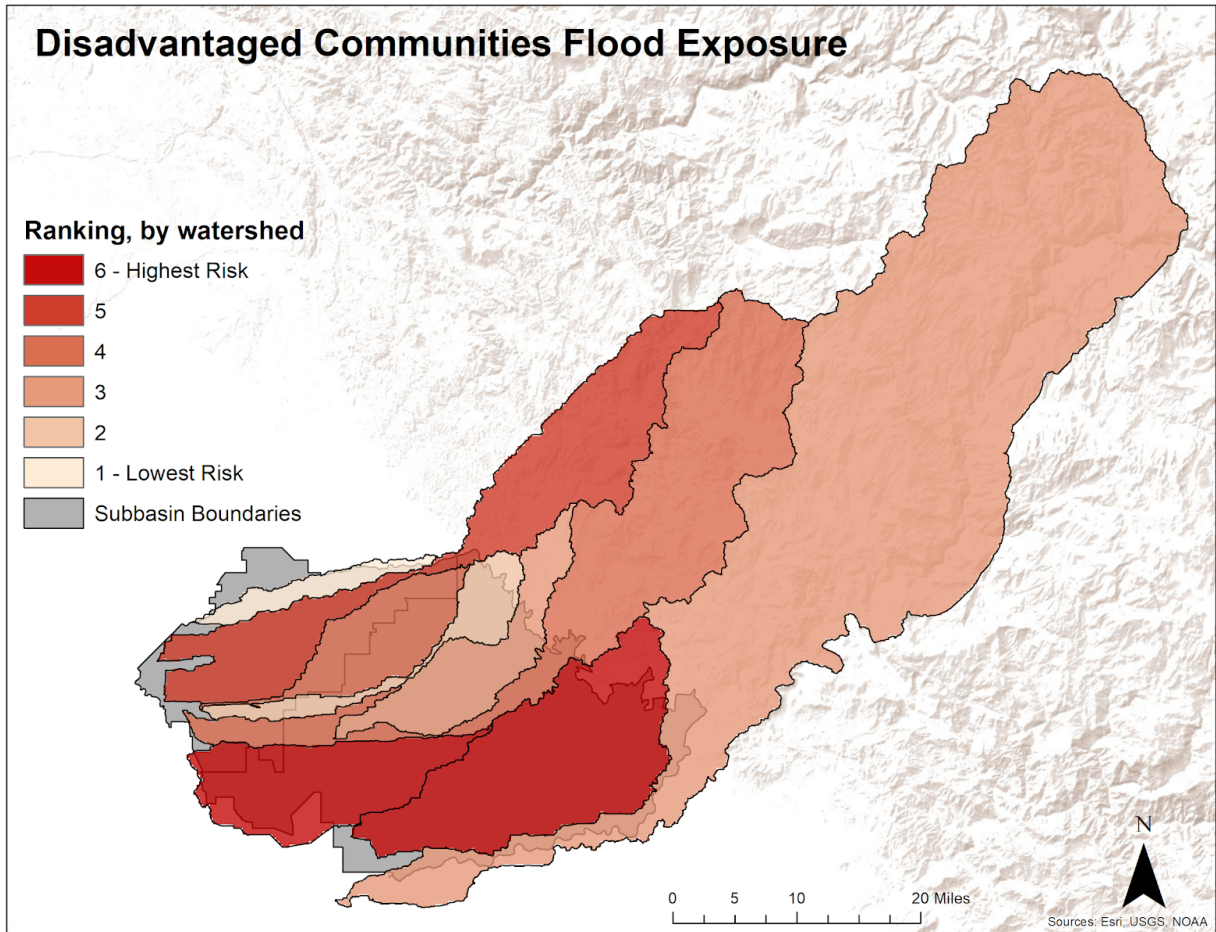 Disadvantaged Communities Flood Exposure
Ranking, by watershed
6 - Highest Risk
5
4
3
2
1 - Lowest Risk
Subbasin Boundaries
N
0 5 10 20 Miles
Sources: Esri, USGS, NOAA